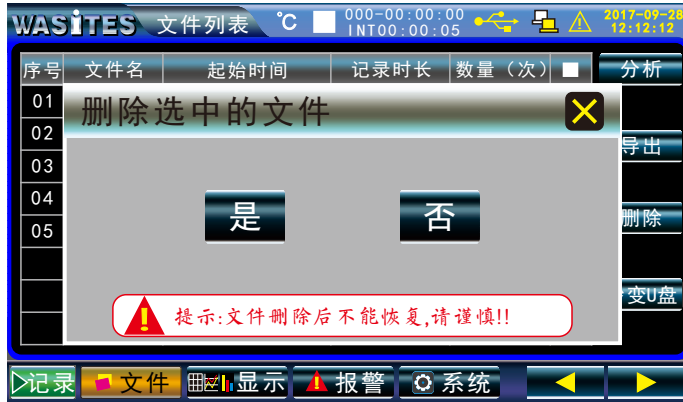 WASITES 文件列表 ℃ 000-00:00:00 2017-09-28
INT00:00:05 12:12:12
序号 文件名 起始时间 记录时长 数量（次） 分析
01
删除选中的文件
02
导出
03
04
是 否
删除
05
变U盘
提示:文件删除后不能恢复,请谨慎!!
记录 文件 显示 报警 系统